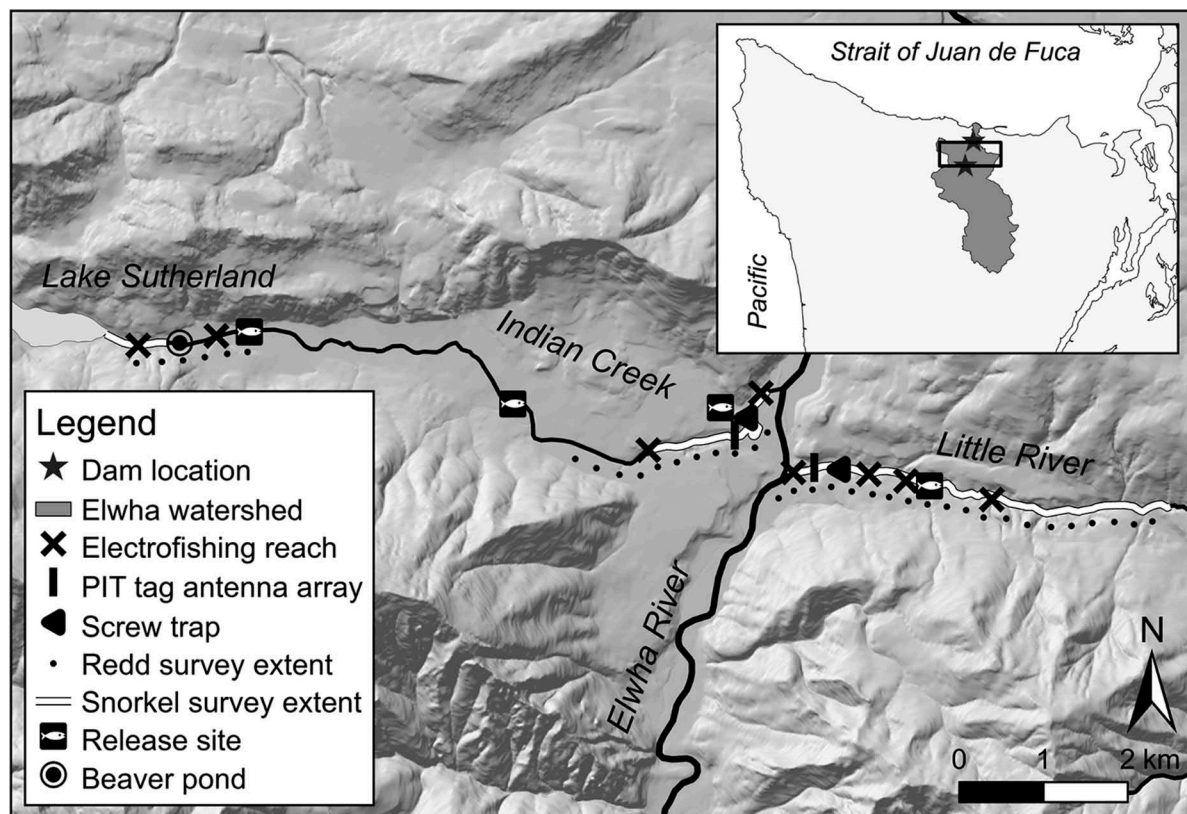 Strait of Juan de Fuca
Pacific
Lake Sutherland
Indian Creek
Little River
Elwha River
Legend
Dam location
Elwha watershed
Electrofishing reach
PIT tag antenna array
Screw trap
Redd survey extent
Snorkel survey extent
Release site
Beaver pond
N
0 1 2 km